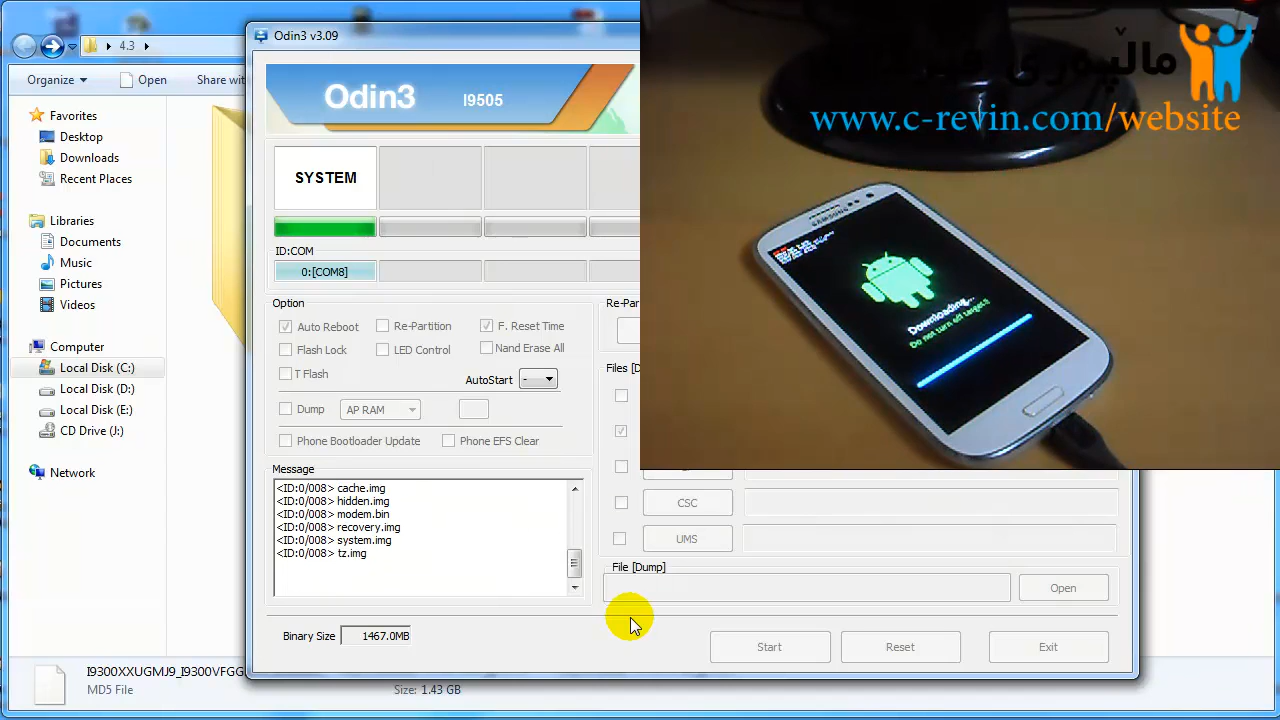 4.3
Odin3 v3.09
Organize
Open
Share wit
Favorites
Desktop
Downloads
Recent Places
Libraries
Documents
Music
Pictures
Videos
Computer
Local Disk (C:)
Local Disk (D:)
Local Disk (E:)
CD Drive (J:)
Network
Odin3 I9505
SYSTEM
ID:COM
0:[COM8]
Option
Auto Reboot
Re-Partition
F. Reset Time
Flash Lock
LED Control
Nand Erase All
T Flash
AutoStart -
Dump
AP RAM
Phone Bootloader Update
Phone EFS Clear
Re-Par
Files [D
Message
<ID:0/008> cache.img
<ID:0/008> hidden.img
<ID:0/008> modem.bin
<ID:0/008> recovery.img
<ID:0/008> system.img
<ID:0/008> tz.img
CSC
UMS
File [Dump]
Open
Binary Size 1467.0MB
Start
Reset
Exit
I9300XXUGMJ9_I9300VFGG
MD5 File
Size: 1.43 GB
www.c-revin.com/website
SAMSUNG
Downloading...
Do not turn off target!!